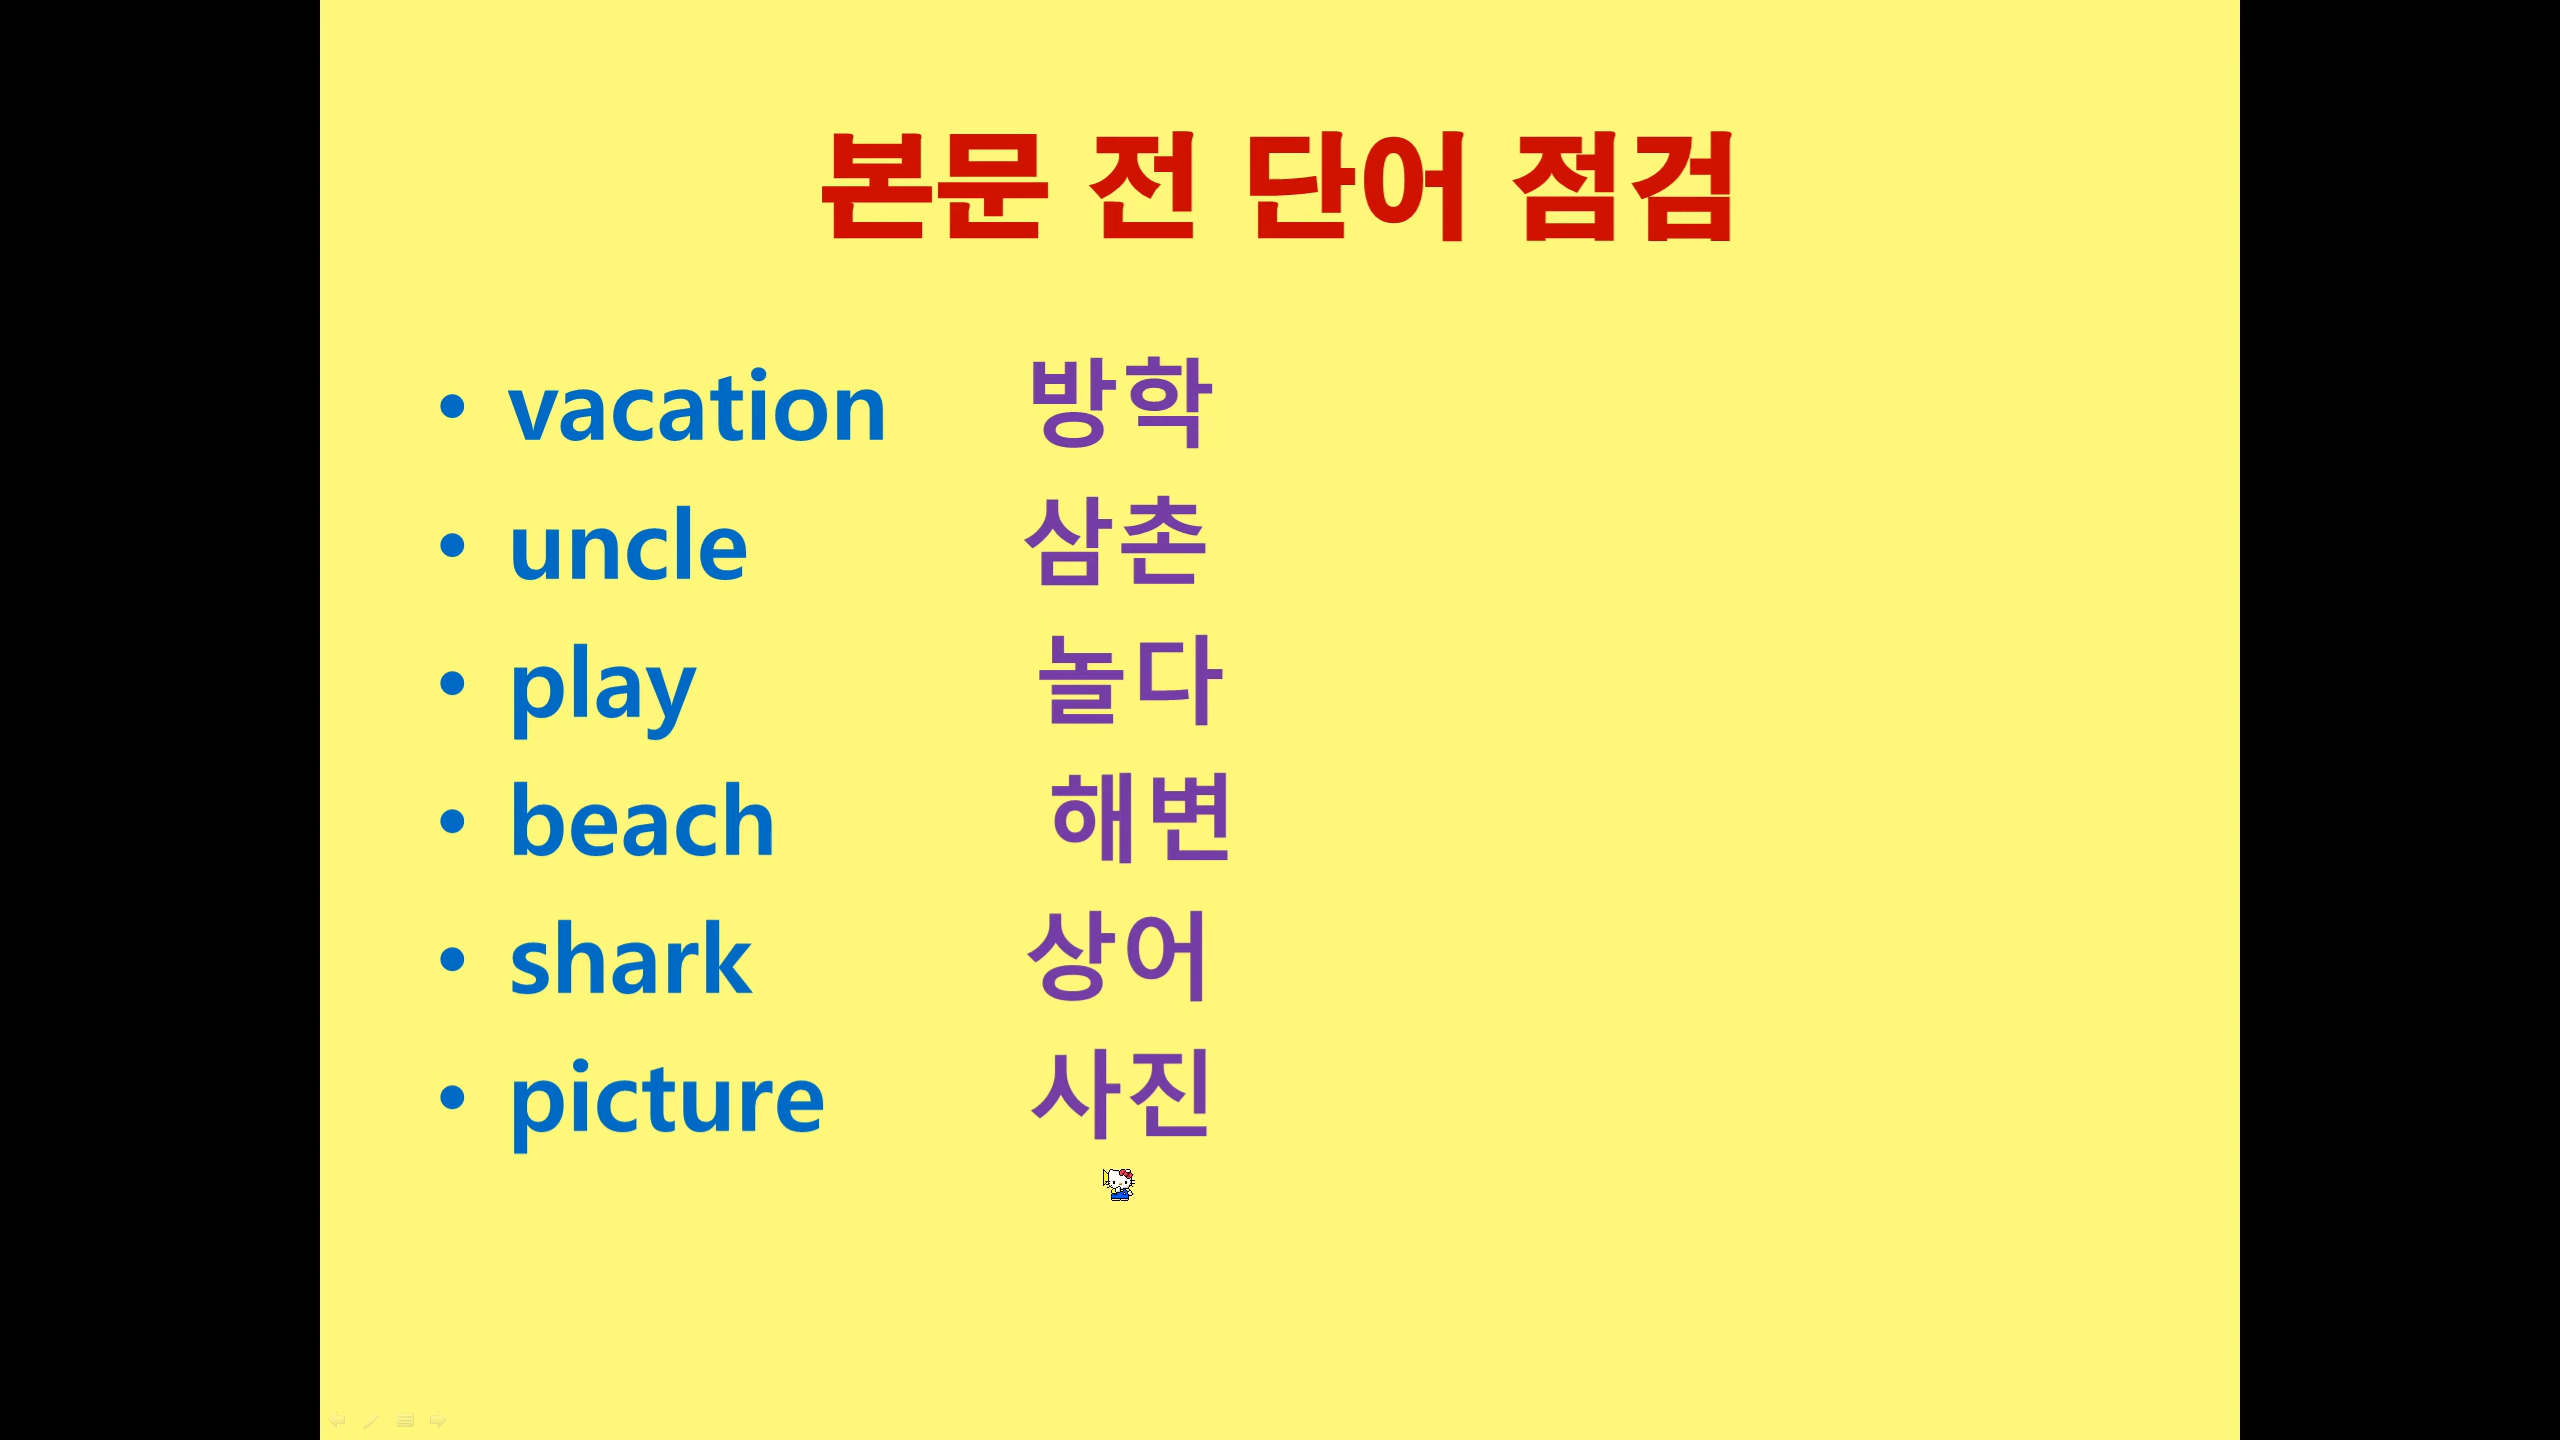 본문 전 단어 점검
• vacation 방학
• uncle 삼촌
• play 놀다
• beach 해변
• shark 상어
• picture 사진